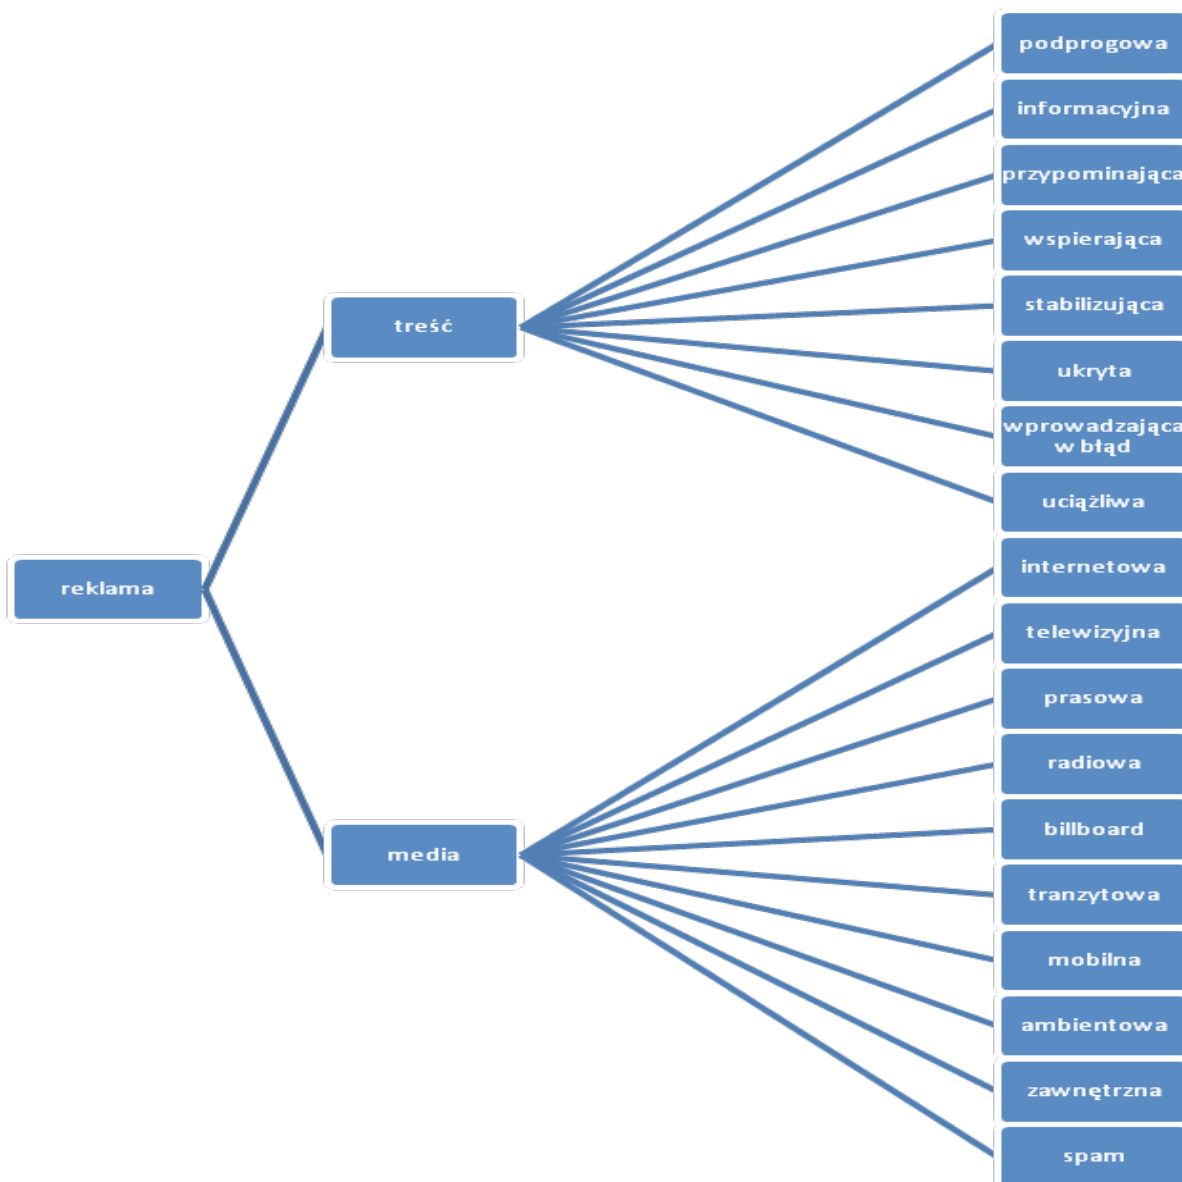 reklama
treść
media
podprogowa
informacyjna
przypominająca
wspierająca
stabilizująca
ukryta
wprowadzająca
w błąd
uciążliwa
internetowa
telewizyjna
prasowa
radiowa
billboard
tranzytowa
mobilna
ambientowa
zawnętrzna
spam